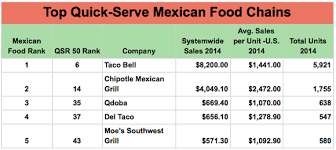 Top Quick-Serve Mexican Food Chains
Mexican Food Rank QSR 50 Rank Company Systemwide Sales 2014 Avg. Sales per Unit -U.S. 2014 Total Units 2014
1 6 Taco Bell $8,200.00 $1,441.00 5,921
2 14 Chipotle Mexican Grill $4,049.10 $2,472.00 1,755
3 35 Qdoba $669.40 $1,070.00 638
4 37 Del Taco $656.10 $1,278.90 547
5 43 Moe's Southwest Grill $571.30 $1,092.90 580